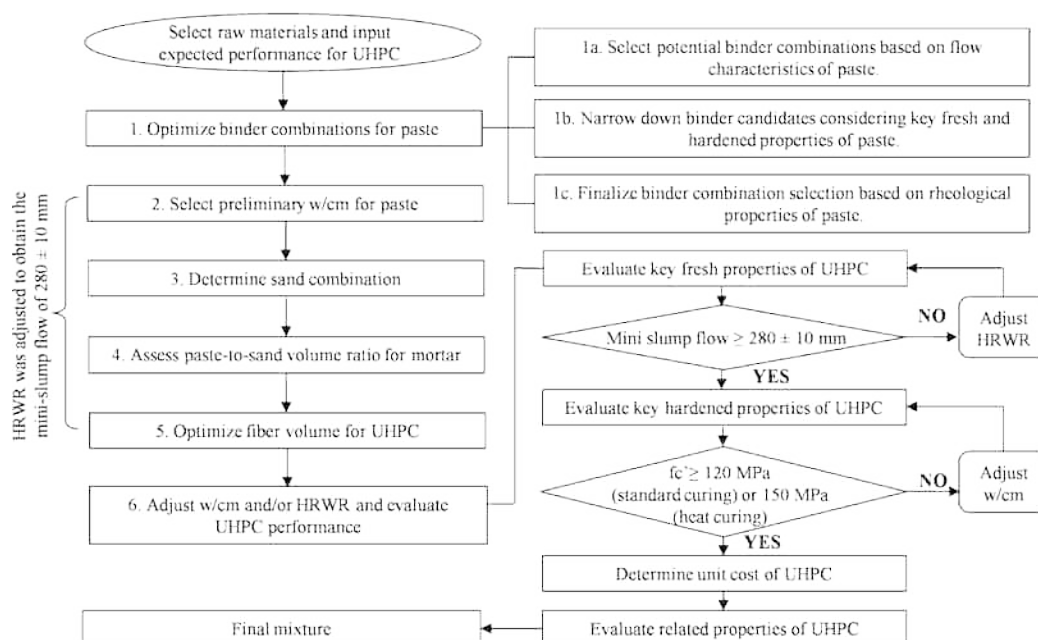 Select raw materials and input
expected performance for UHPC
1. Optimize binder combinations for paste
1a. Select potential binder combinations based on flow
characteristics of paste.
1b. Narrow down binder candidates considering key fresh and
hardened properties of paste.
1c. Finalize binder combination selection based on rheological
properties of paste.
HRWR was adjusted to obtain the
mini-slump flow of 280 ± 10 mm
2. Select preliminary w/cm for paste
3. Determine sand combination
4. Assess paste-to-sand volume ratio for mortar
5. Optimize fiber volume for UHPC
6. Adjust w/cm and/or HRWR and evaluate
UHPC performance
Evaluate key fresh properties of UHPC
Mini slump flow ≥ 280 ± 10 mm
NO
Adjust
HRWR
YES
Evaluate key hardened properties of UHPC
fc'≥ 120 MPa
(standard curing) or 150 MPa
(heat curing)
NO
Adjust
w/cm
YES
Determine unit cost of UHPC
Evaluate related properties of UHPC
Final mixture